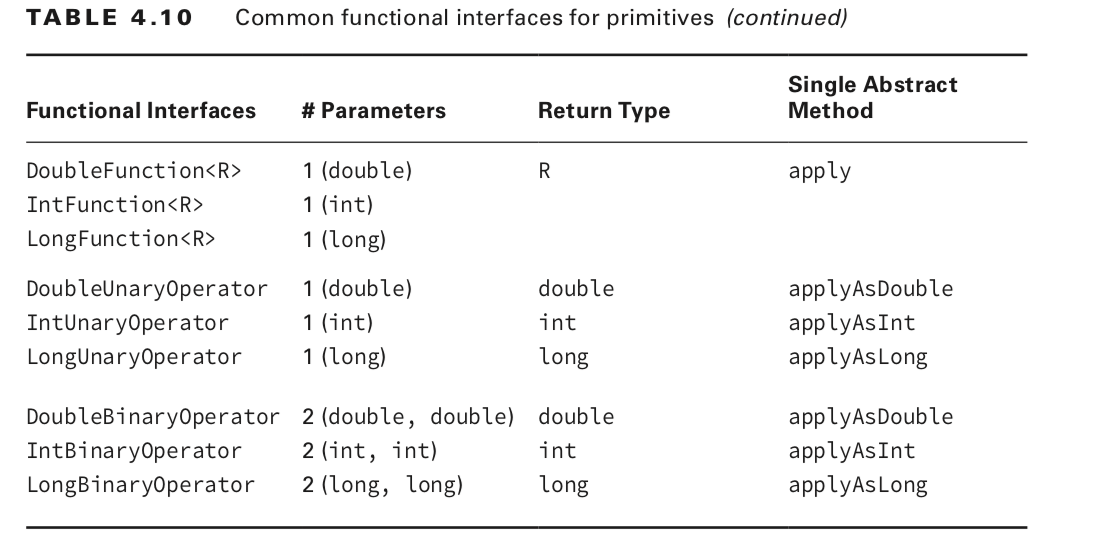 TABLE 4.10 Common functional interfaces for primitives (continued)
Functional Interfaces # Parameters Return Type Single Abstract Method
DoubleFunction<R> 1 (double) R apply
IntFunction<R> 1 (int)
LongFunction<R> 1 (long)
DoubleUnaryOperator 1 (double) double applyAsDouble
IntUnaryOperator 1 (int) int applyAsInt
LongUnaryOperator 1 (long) long applyAsLong
DoubleBinaryOperator 2 (double, double) double applyAsDouble
IntBinaryOperator 2 (int, int) int applyAsInt
LongBinaryOperator 2 (long, long) long applyAsLong